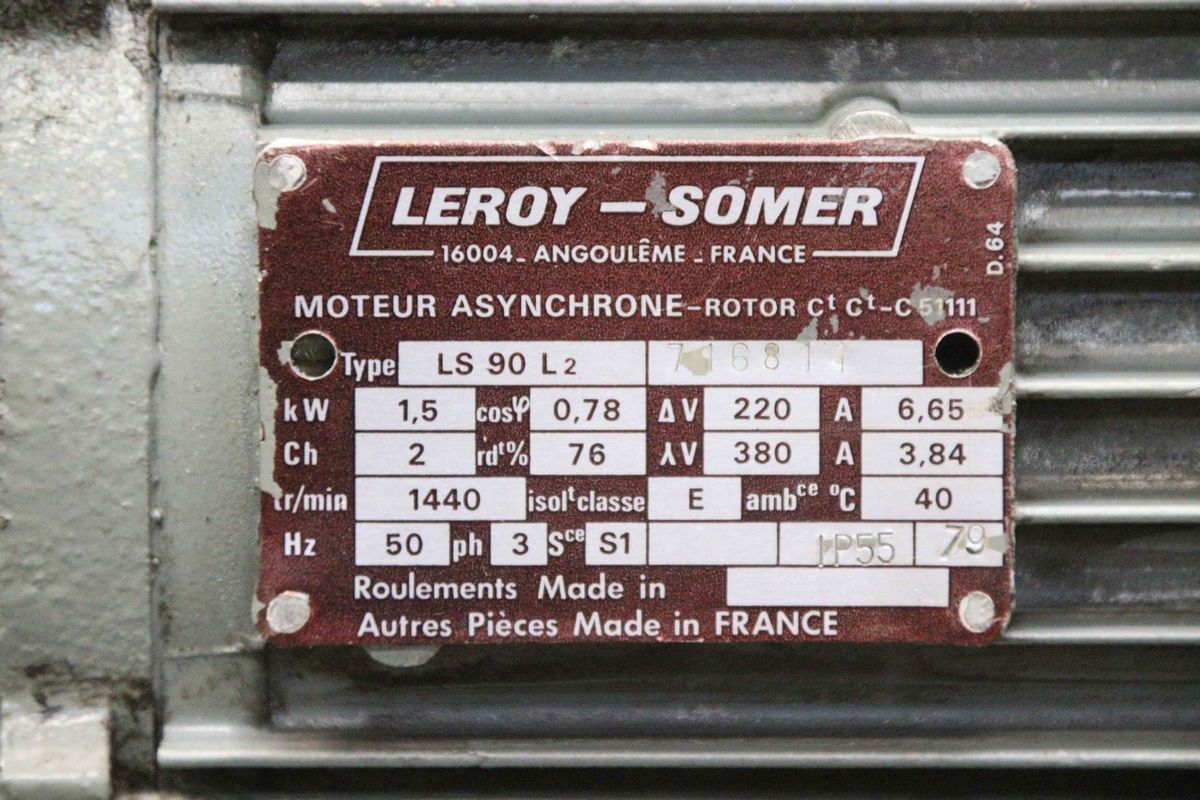 LEROY – SOMER
16004 - ANGOULÊME - FRANCE
D.64
MOTEUR ASYNCHRONE – ROTOR Cᵗ Cᵗ – C 51111
Type LS 90 L2 716811
kW 1,5 cosφ 0,78 ΔV 220 A 6,65
Ch 2 rdᵗ% 76 ⅄V 380 A 3,84
tr/min 1440 isolᵗ classe E ambᶜᵉ °C 40
Hz 50 ph 3 Sᶜᵉ S1 IP55 79
Roulements Made in
Autres Pièces Made in FRANCE